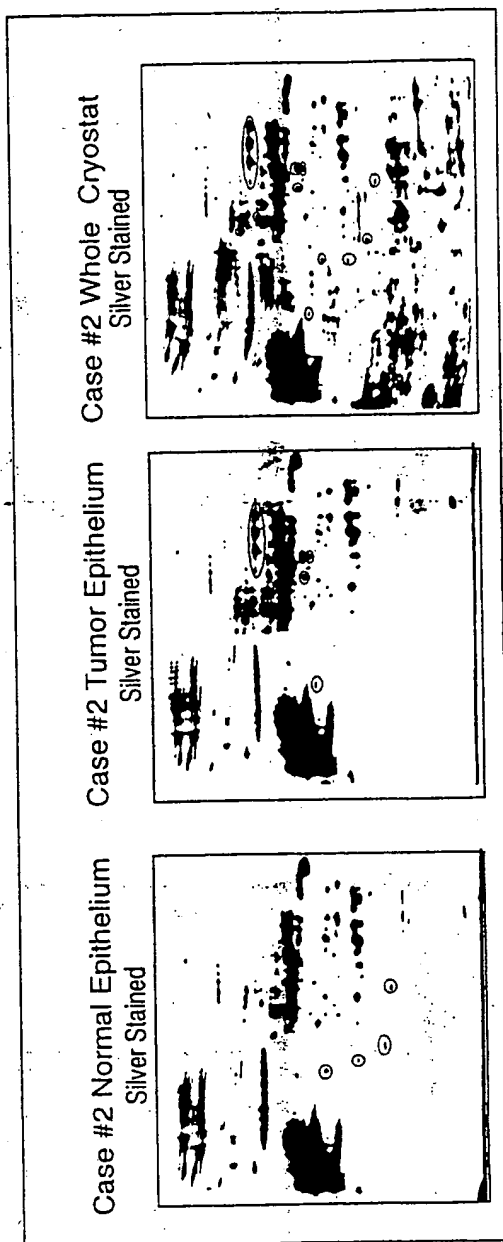 Case #2 Normal Epithelium
Silver Stained
Case #2 Tumor Epithelium
Silver Stained
Case #2 Whole Cryostat
Silver Stained